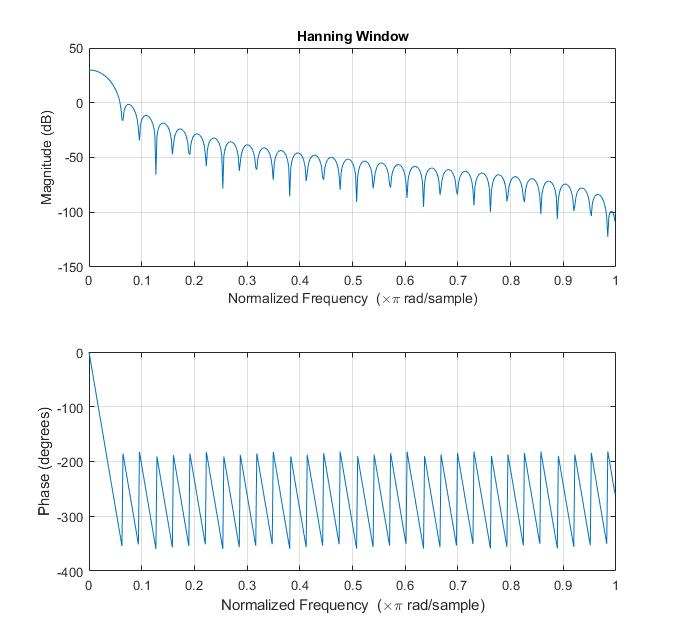 Hanning Window
50
0
-50
-100
-150
Magnitude (dB)
0 0.1 0.2 0.3 0.4 0.5 0.6 0.7 0.8 0.9 1
Normalized Frequency (×π rad/sample)
0
-100
-200
-300
-400
Phase (degrees)
0 0.1 0.2 0.3 0.4 0.5 0.6 0.7 0.8 0.9 1
Normalized Frequency (×π rad/sample)